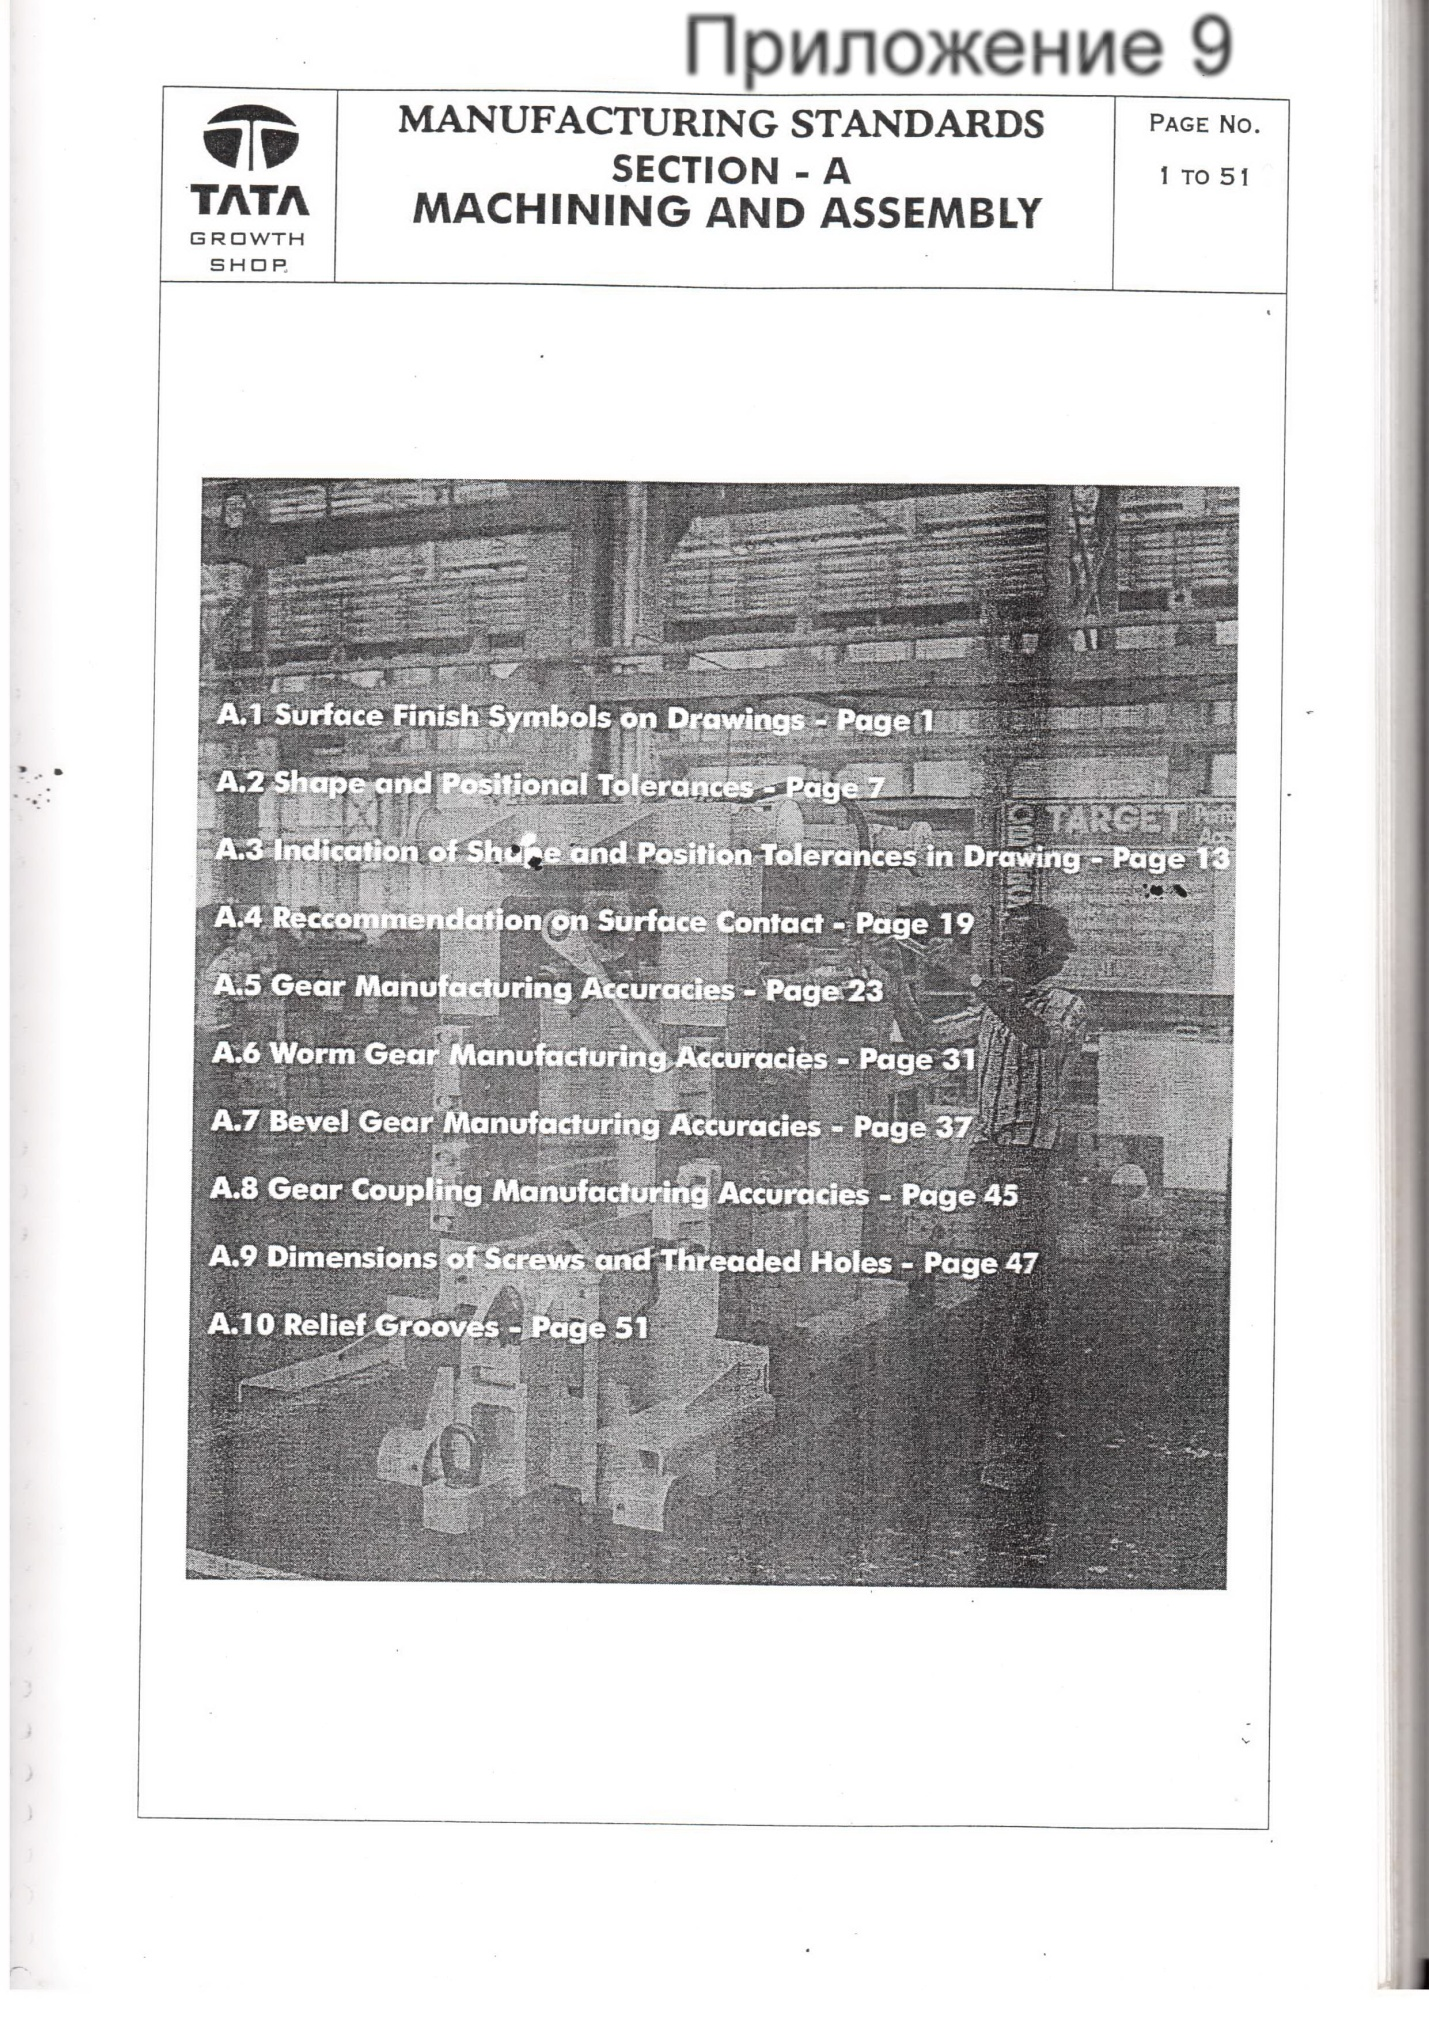 Приложение 9
TATA
GROWTH
SHOP.
MANUFACTURING STANDARDS
SECTION - A
MACHINING AND ASSEMBLY
PAGE No.
1 TO 51
A.1 Surface Finish Symbols on Drawings - Page 1
A.2 Shape and Positional Tolerances - Page 7
TARGET
A.3 Indication of Shape and Position Tolerances in Drawing - Page 13
A.4 Reccommendation on Surface Contact - Page 19
A.5 Gear Manufacturing Accuracies - Page 23
A.6 Worm Gear Manufacturing Accuracies - Page 31
A.7 Bevel Gear Manufacturing Accuracies - Page 37
A.8 Gear Coupling Manufacturing Accuracies - Page 45
A.9 Dimensions of Screws and Threaded Holes - Page 47
A.10 Relief Grooves - Page 51